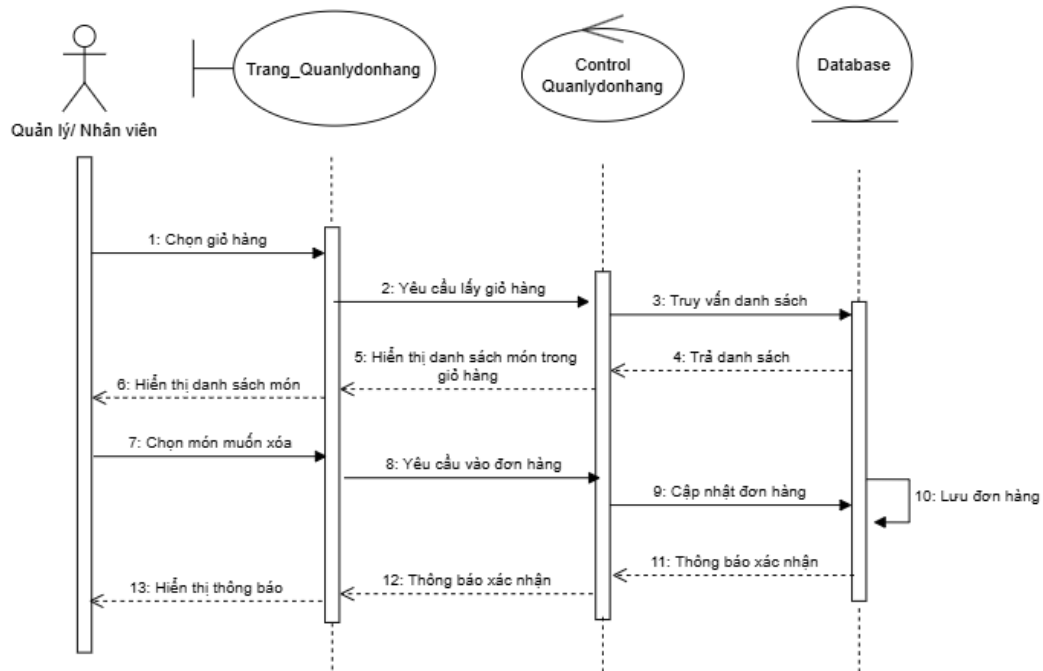 Quản lý/ Nhân viên
Trang_Quanlydonhang
Control
Quanlydonhang
Database
1: Chọn giỏ hàng
2: Yêu cầu lấy giỏ hàng
3: Truy vấn danh sách
4: Trả danh sách
5: Hiển thị danh sách món trong
giỏ hàng
6: Hiển thị danh sách món
7: Chọn món muốn xóa
8: Yêu cầu vào đơn hàng
9: Cập nhật đơn hàng
10: Lưu đơn hàng
11: Thông báo xác nhận
12: Thông báo xác nhận
13: Hiển thị thông báo